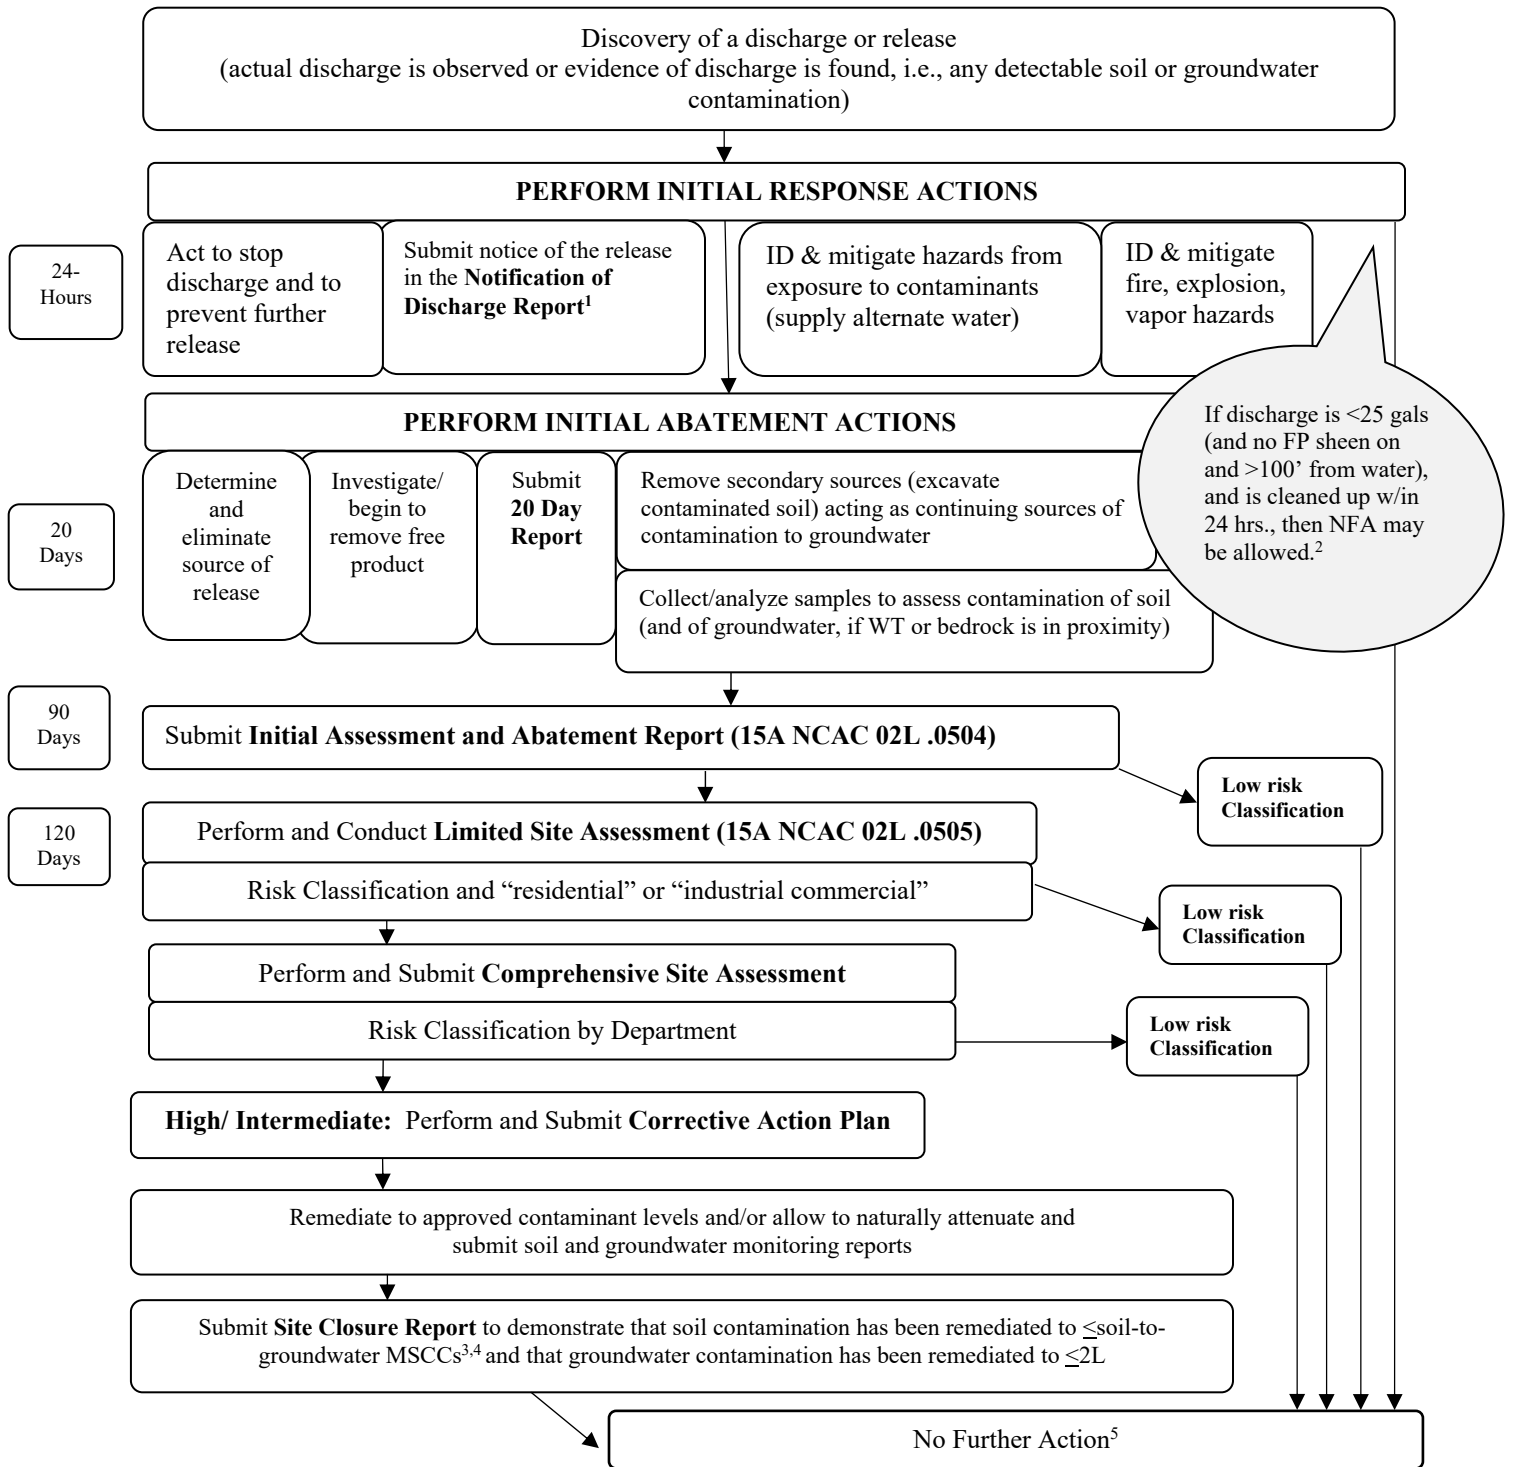 Discovery of a discharge or release
(actual discharge is observed or evidence of discharge is found, i.e., any detectable soil or groundwater
contamination)
PERFORM INITIAL RESPONSE ACTIONS
24-
Hours
Act to stop
discharge and to
prevent further
release
Submit notice of the release
in the Notification of
Discharge Report¹
ID & mitigate hazards from
exposure to contaminants
(supply alternate water)
ID & mitigate
fire, explosion,
vapor hazards
If discharge is <25 gals
(and no FP sheen on
and >100’ from water),
and is cleaned up w/in
24 hrs., then NFA may
be allowed.²
PERFORM INITIAL ABATEMENT ACTIONS
20
Days
Determine
and
eliminate
source of
release
Investigate/
begin to
remove free
product
Submit
20 Day
Report
Remove secondary sources (excavate
contaminated soil) acting as continuing sources of
contamination to groundwater
Collect/analyze samples to assess contamination of soil
(and of groundwater, if WT or bedrock is in proximity)
90
Days
Submit Initial Assessment and Abatement Report (15A NCAC 02L .0504)
Low risk
Classification
120
Days
Perform and Conduct Limited Site Assessment (15A NCAC 02L .0505)
Risk Classification and “residential” or “industrial commercial”
Low risk
Classification
Perform and Submit Comprehensive Site Assessment
Risk Classification by Department
Low risk
Classification
High/ Intermediate: Perform and Submit Corrective Action Plan
Remediate to approved contaminant levels and/or allow to naturally attenuate and
submit soil and groundwater monitoring reports
Submit Site Closure Report to demonstrate that soil contamination has been remediated to ≤soil-to-
groundwater MSCCs³,⁴ and that groundwater contamination has been remediated to ≤2L
No Further Action⁵